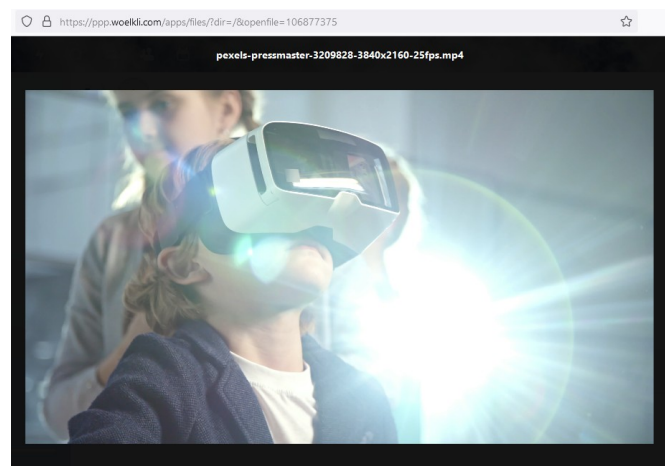 https://ppp.woelkli.com/apps/files/?dir=/&openfile=106877375
pexels-pressmaster-3209828-3840x2160-25fps.mp4